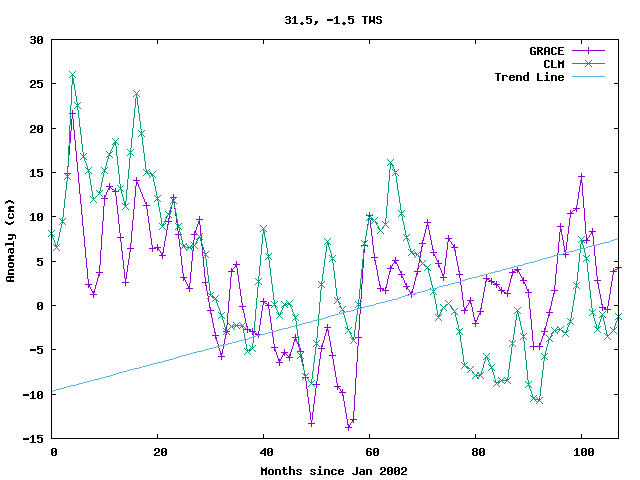 31.5, -1.5 TWS
GRACE
CLM
Trend Line
30
25
20
15
10
5
0
-5
-10
-15
Anomaly (cm)
0 20 40 60 80 100
Months since Jan 2002